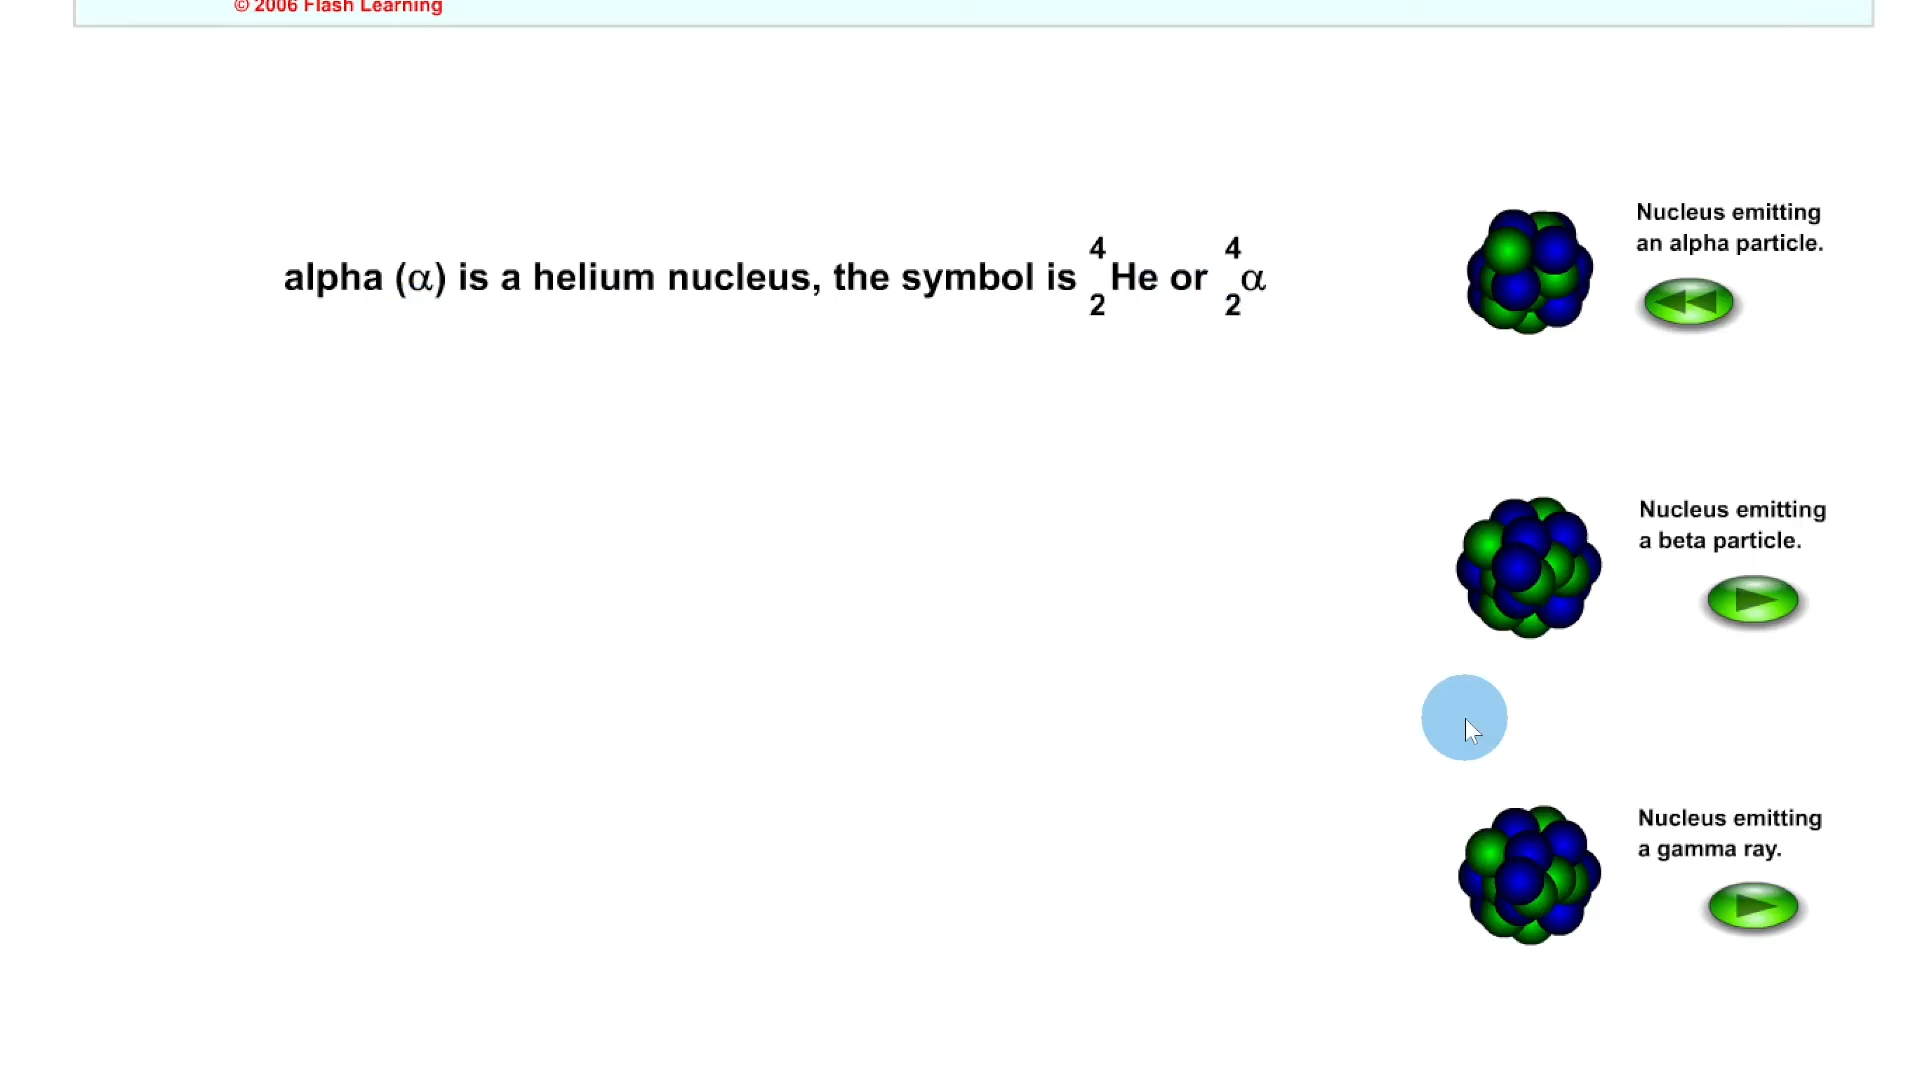 © 2006 Flash Learning
Nucleus emitting
an alpha particle.
alpha (α) is a helium nucleus, the symbol is ⁴₂He or ⁴₂α
Nucleus emitting
a beta particle.
Nucleus emitting
a gamma ray.